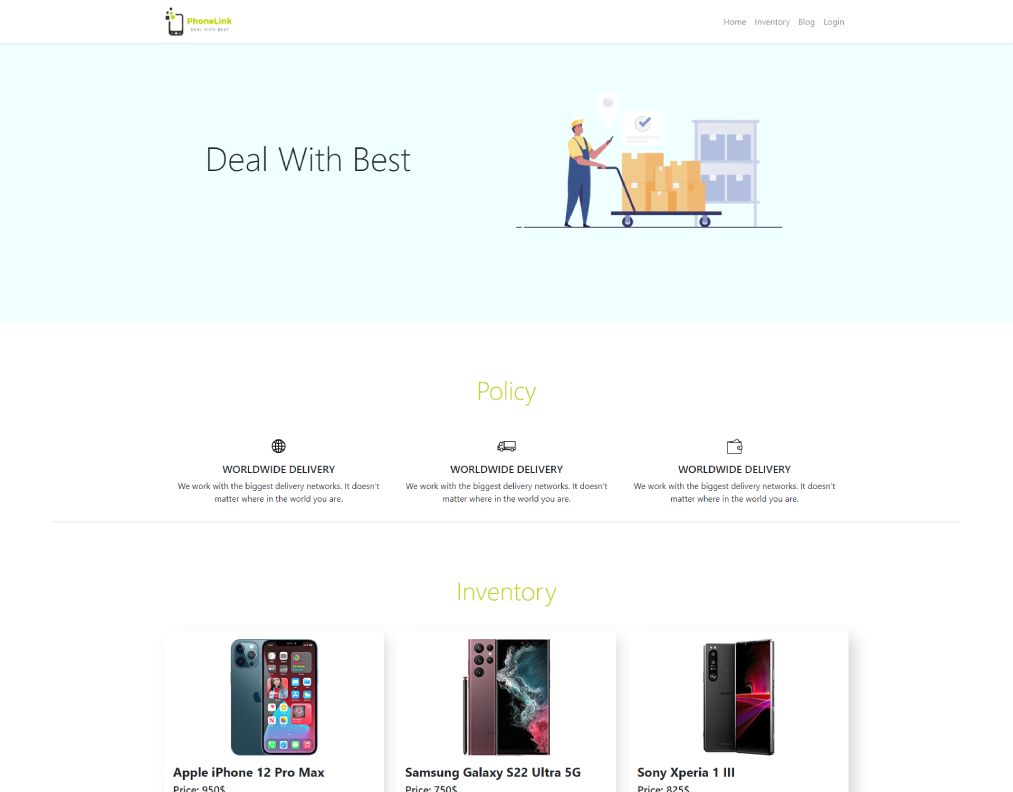 PhoneLink
DEAL WITH BEST
Home Inventory Blog Login
Deal With Best
Policy
WORLDWIDE DELIVERY
We work with the biggest delivery networks. It doesn't
matter where in the world you are.
WORLDWIDE DELIVERY
We work with the biggest delivery networks. It doesn't
matter where in the world you are.
WORLDWIDE DELIVERY
We work with the biggest delivery networks. It doesn't
matter where in the world you are.
Inventory
Apple iPhone 12 Pro Max
Price: 950$
Samsung Galaxy S22 Ultra 5G
Price: 750$
Sony Xperia 1 III
Price: 825$